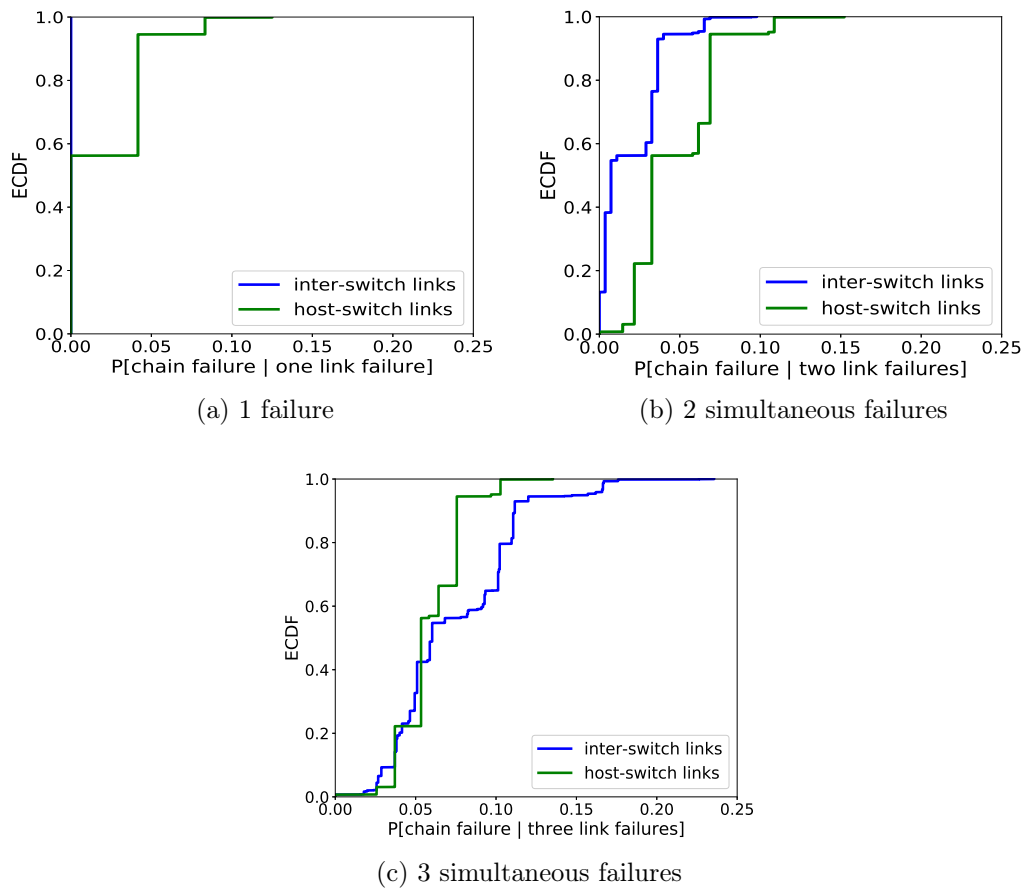 1.0
0.8
0.6
0.4
0.2
0.0
ECDF
0.00 0.05 0.10 0.15 0.20 0.25
P[chain failure | one link failure]
inter-switch links
host-switch links
(a) 1 failure
1.0
0.8
0.6
0.4
0.2
0.0
ECDF
0.00 0.05 0.10 0.15 0.20 0.25
P[chain failure | two link failures]
inter-switch links
host-switch links
(b) 2 simultaneous failures
1.0
0.8
0.6
0.4
0.2
0.0
ECDF
0.00 0.05 0.10 0.15 0.20 0.25
P[chain failure | three link failures]
inter-switch links
host-switch links
(c) 3 simultaneous failures